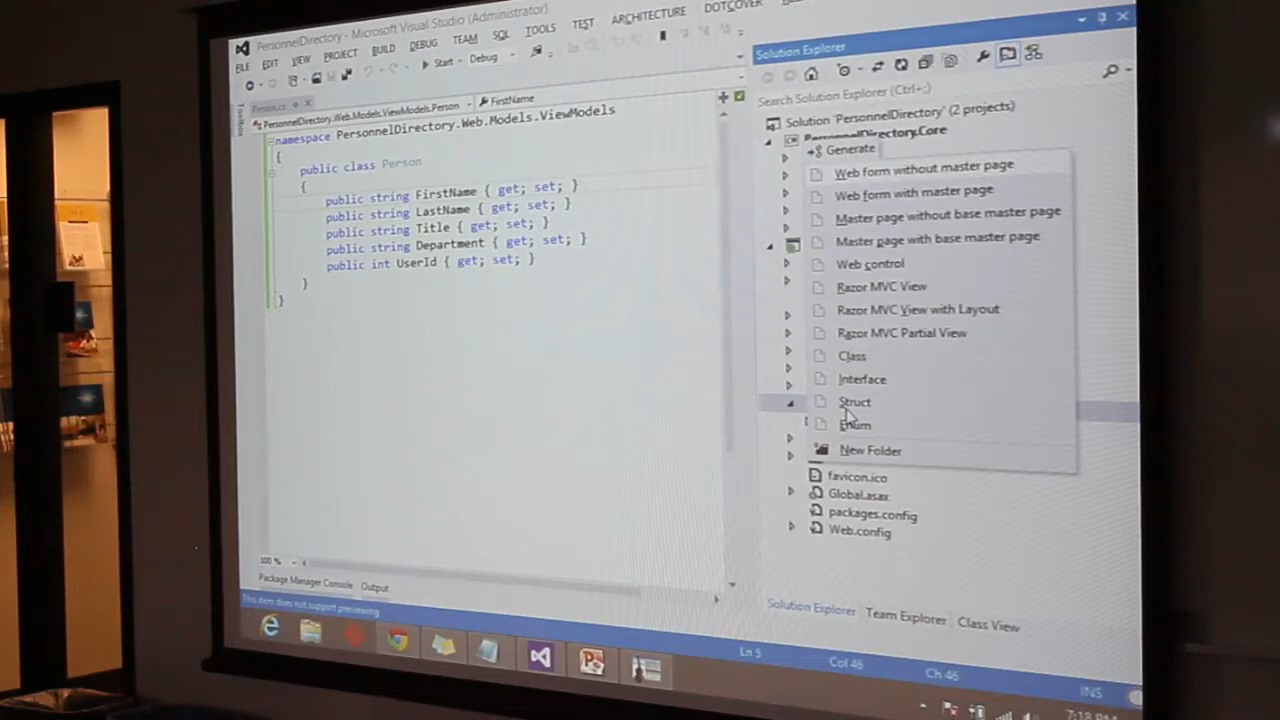 PersonnelDirectory - Microsoft Visual Studio (Administrator)
FILE EDIT VIEW PROJECT BUILD DEBUG TEAM SQL TOOLS TEST ARCHITECTURE DOTCOVER
Start Debug
Toolbox
Person.cs
PersonnelDirectory.Web.Models.ViewModels.Person FirstName
namespace PersonnelDirectory.Web.Models.ViewModels
{
public class Person
{
public string FirstName { get; set; }
public string LastName { get; set; }
public string Title { get; set; }
public string Department { get; set; }
public int UserId { get; set; }
}
}
100 %
Package Manager Console Output
This item does not support previewing
Solution Explorer
Search Solution Explorer (Ctrl+;)
Solution 'PersonnelDirectory' (2 projects)
PersonnelDirectory.Core
Generate
Web form without master page
Web form with master page
Master page without base master page
Master page with base master page
Web control
Razor MVC View
Razor MVC View with Layout
Razor MVC Partial View
Class
Interface
Struct
Enum
New Folder
favicon.ico
Global.asax
packages.config
Web.config
Solution Explorer Team Explorer Class View
Ln 5 Col 46 Ch 46 INS
7:18 PM